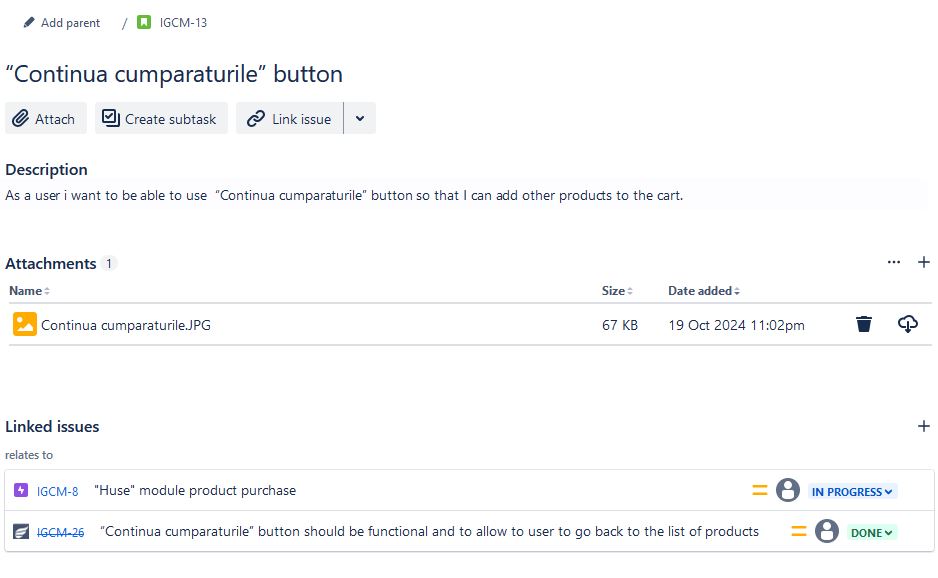 Add parent / IGCM-13
“Continua cumparaturile” button
Attach Create subtask Link issue
Description
As a user i want to be able to use “Continua cumparaturile” button so that I can add other products to the cart.
Attachments 1
Name Size Date added
Continua cumparaturile.JPG 67 KB 19 Oct 2024 11:02pm
Linked issues
relates to
IGCM-8 "Huse" module product purchase IN PROGRESS
IGCM-26 “Continua cumparaturile” button should be functional and to allow to user to go back to the list of products DONE